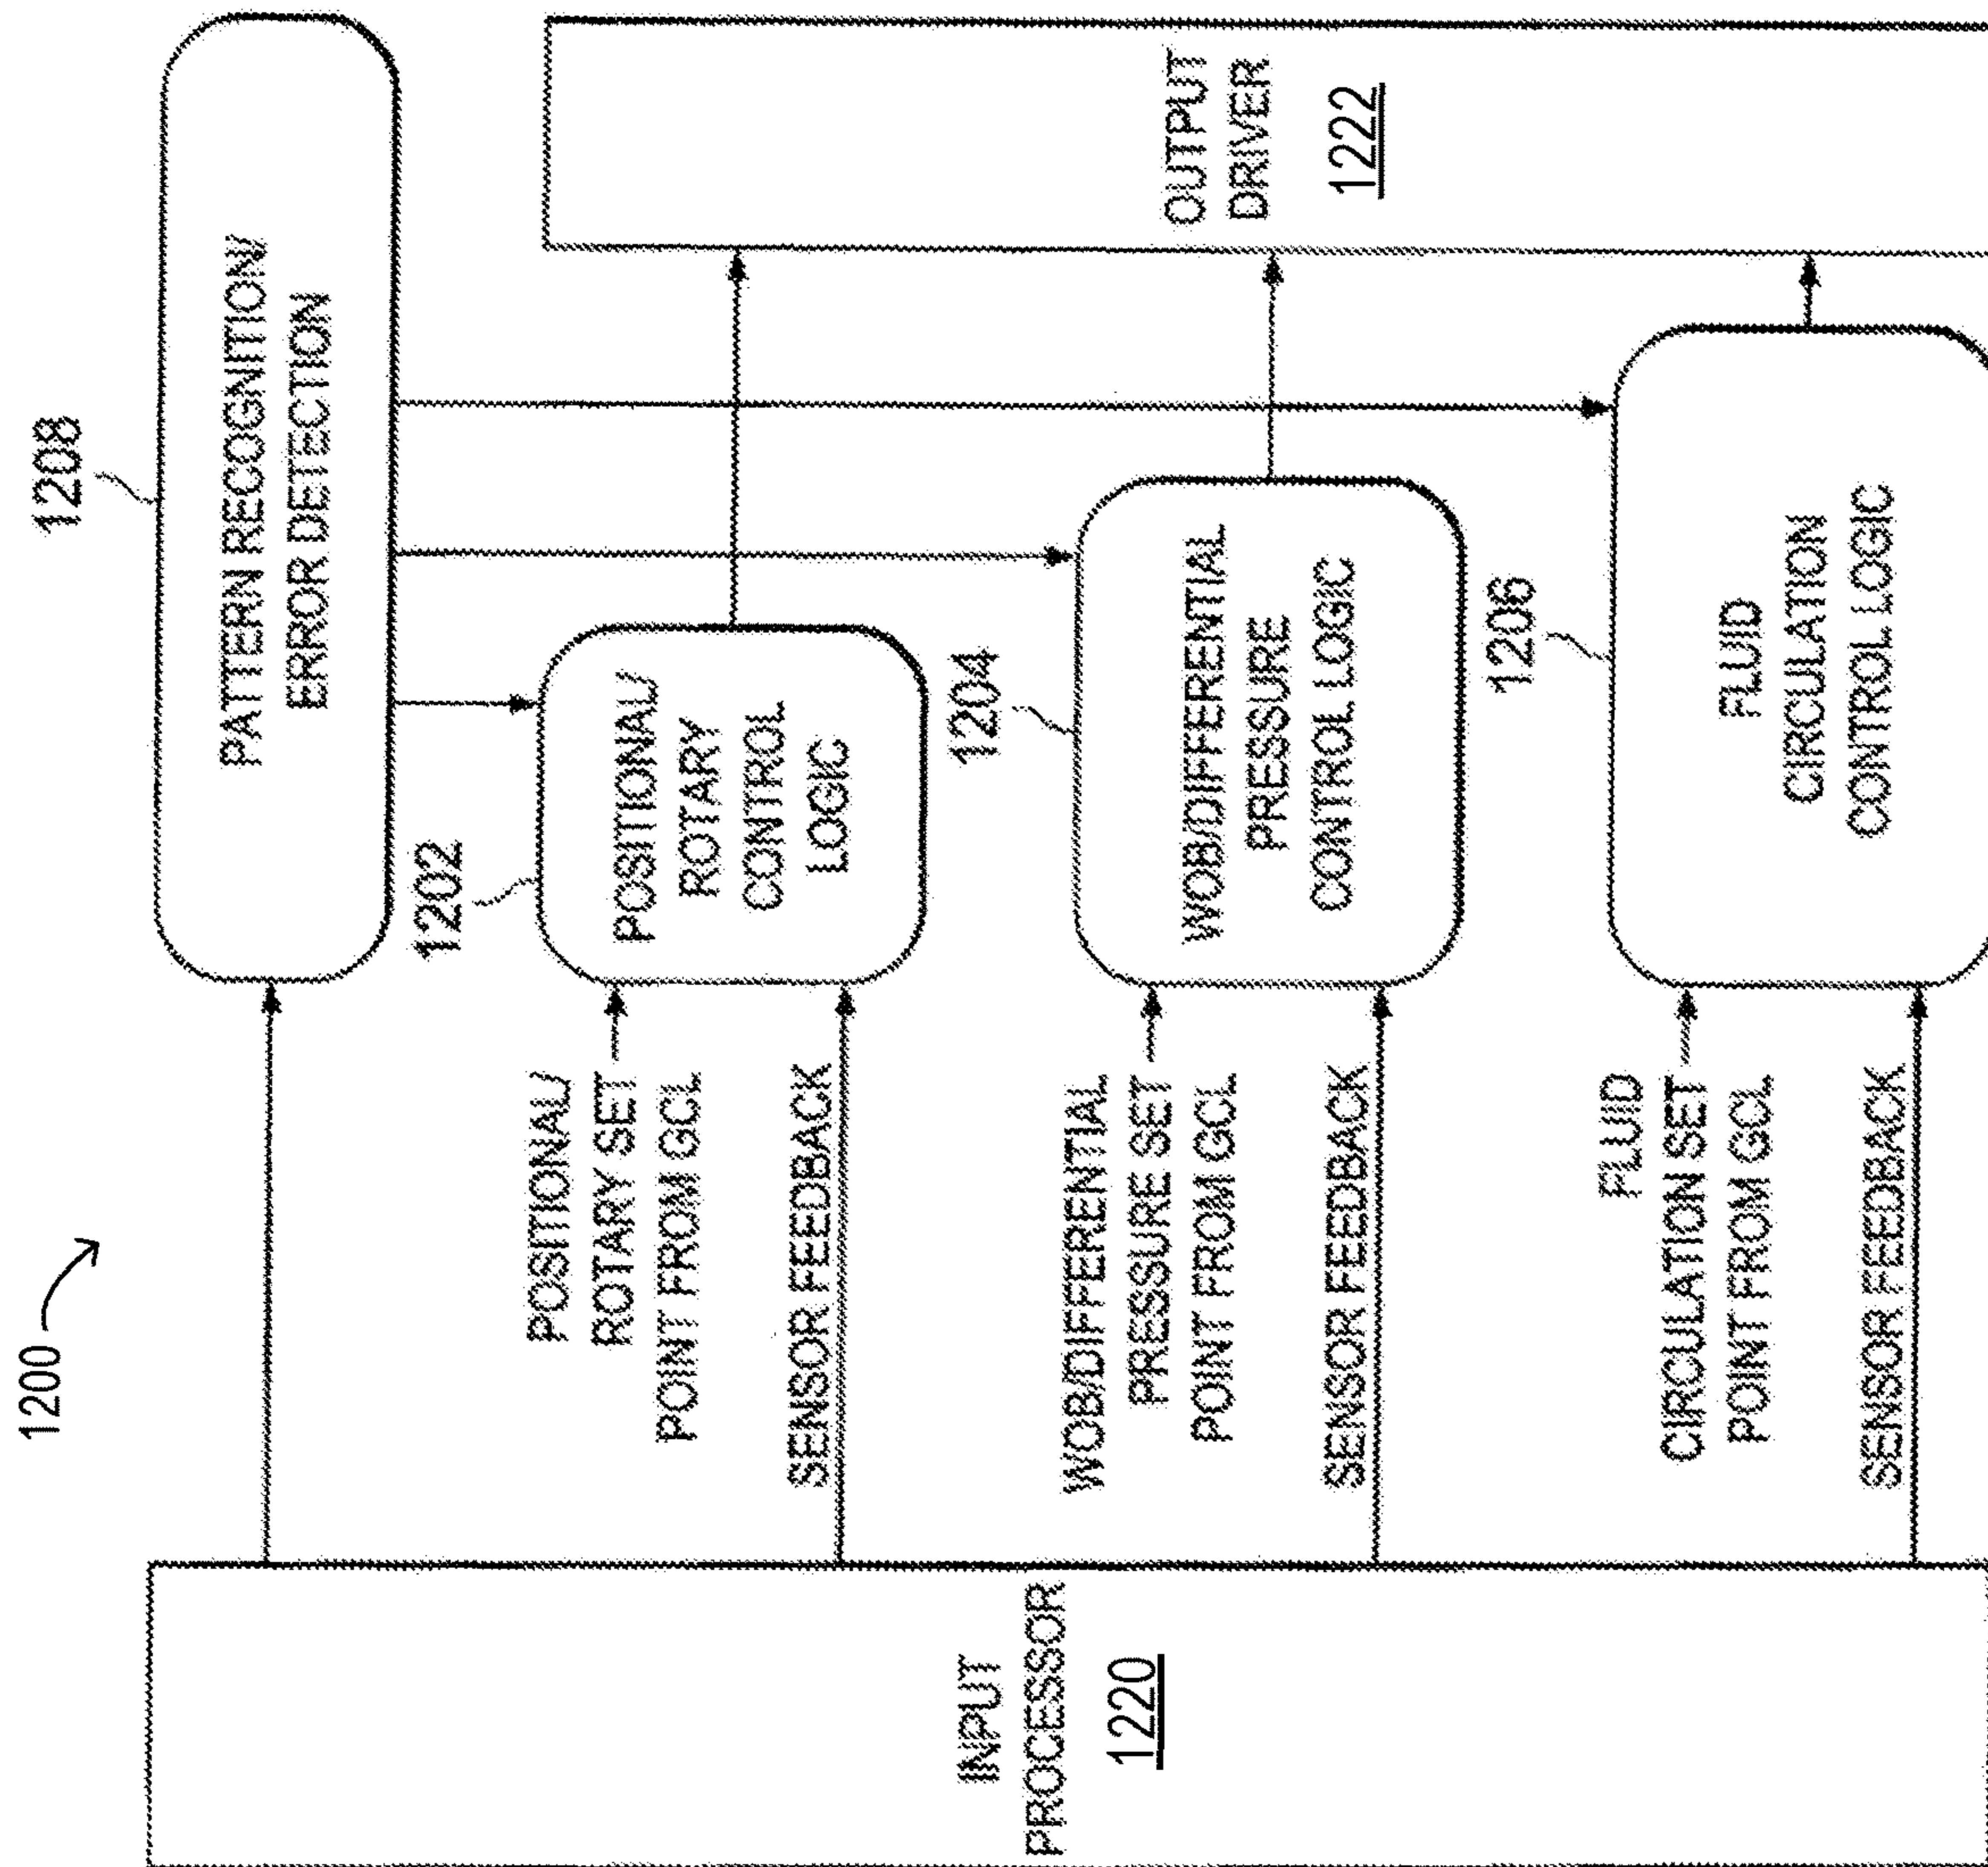 1200
1208
PATTERN RECOGNITION/
ERROR DETECTION
INPUT
PROCESSOR
1220
1202
POSITIONAL/
ROTARY SET
POINT FROM GCL
SENSOR FEEDBACK
POSITIONAL/
ROTARY
CONTROL
LOGIC
1204
WOB/DIFFERENTIAL
PRESSURE SET
POINT FROM GCL
SENSOR FEEDBACK
WOB/DIFFERENTIAL
PRESSURE
CONTROL LOGIC
1206
FLUID
CIRCULATION SET
POINT FROM GCL
SENSOR FEEDBACK
FLUID
CIRCULATION
CONTROL LOGIC
OUTPUT
DRIVER
1222